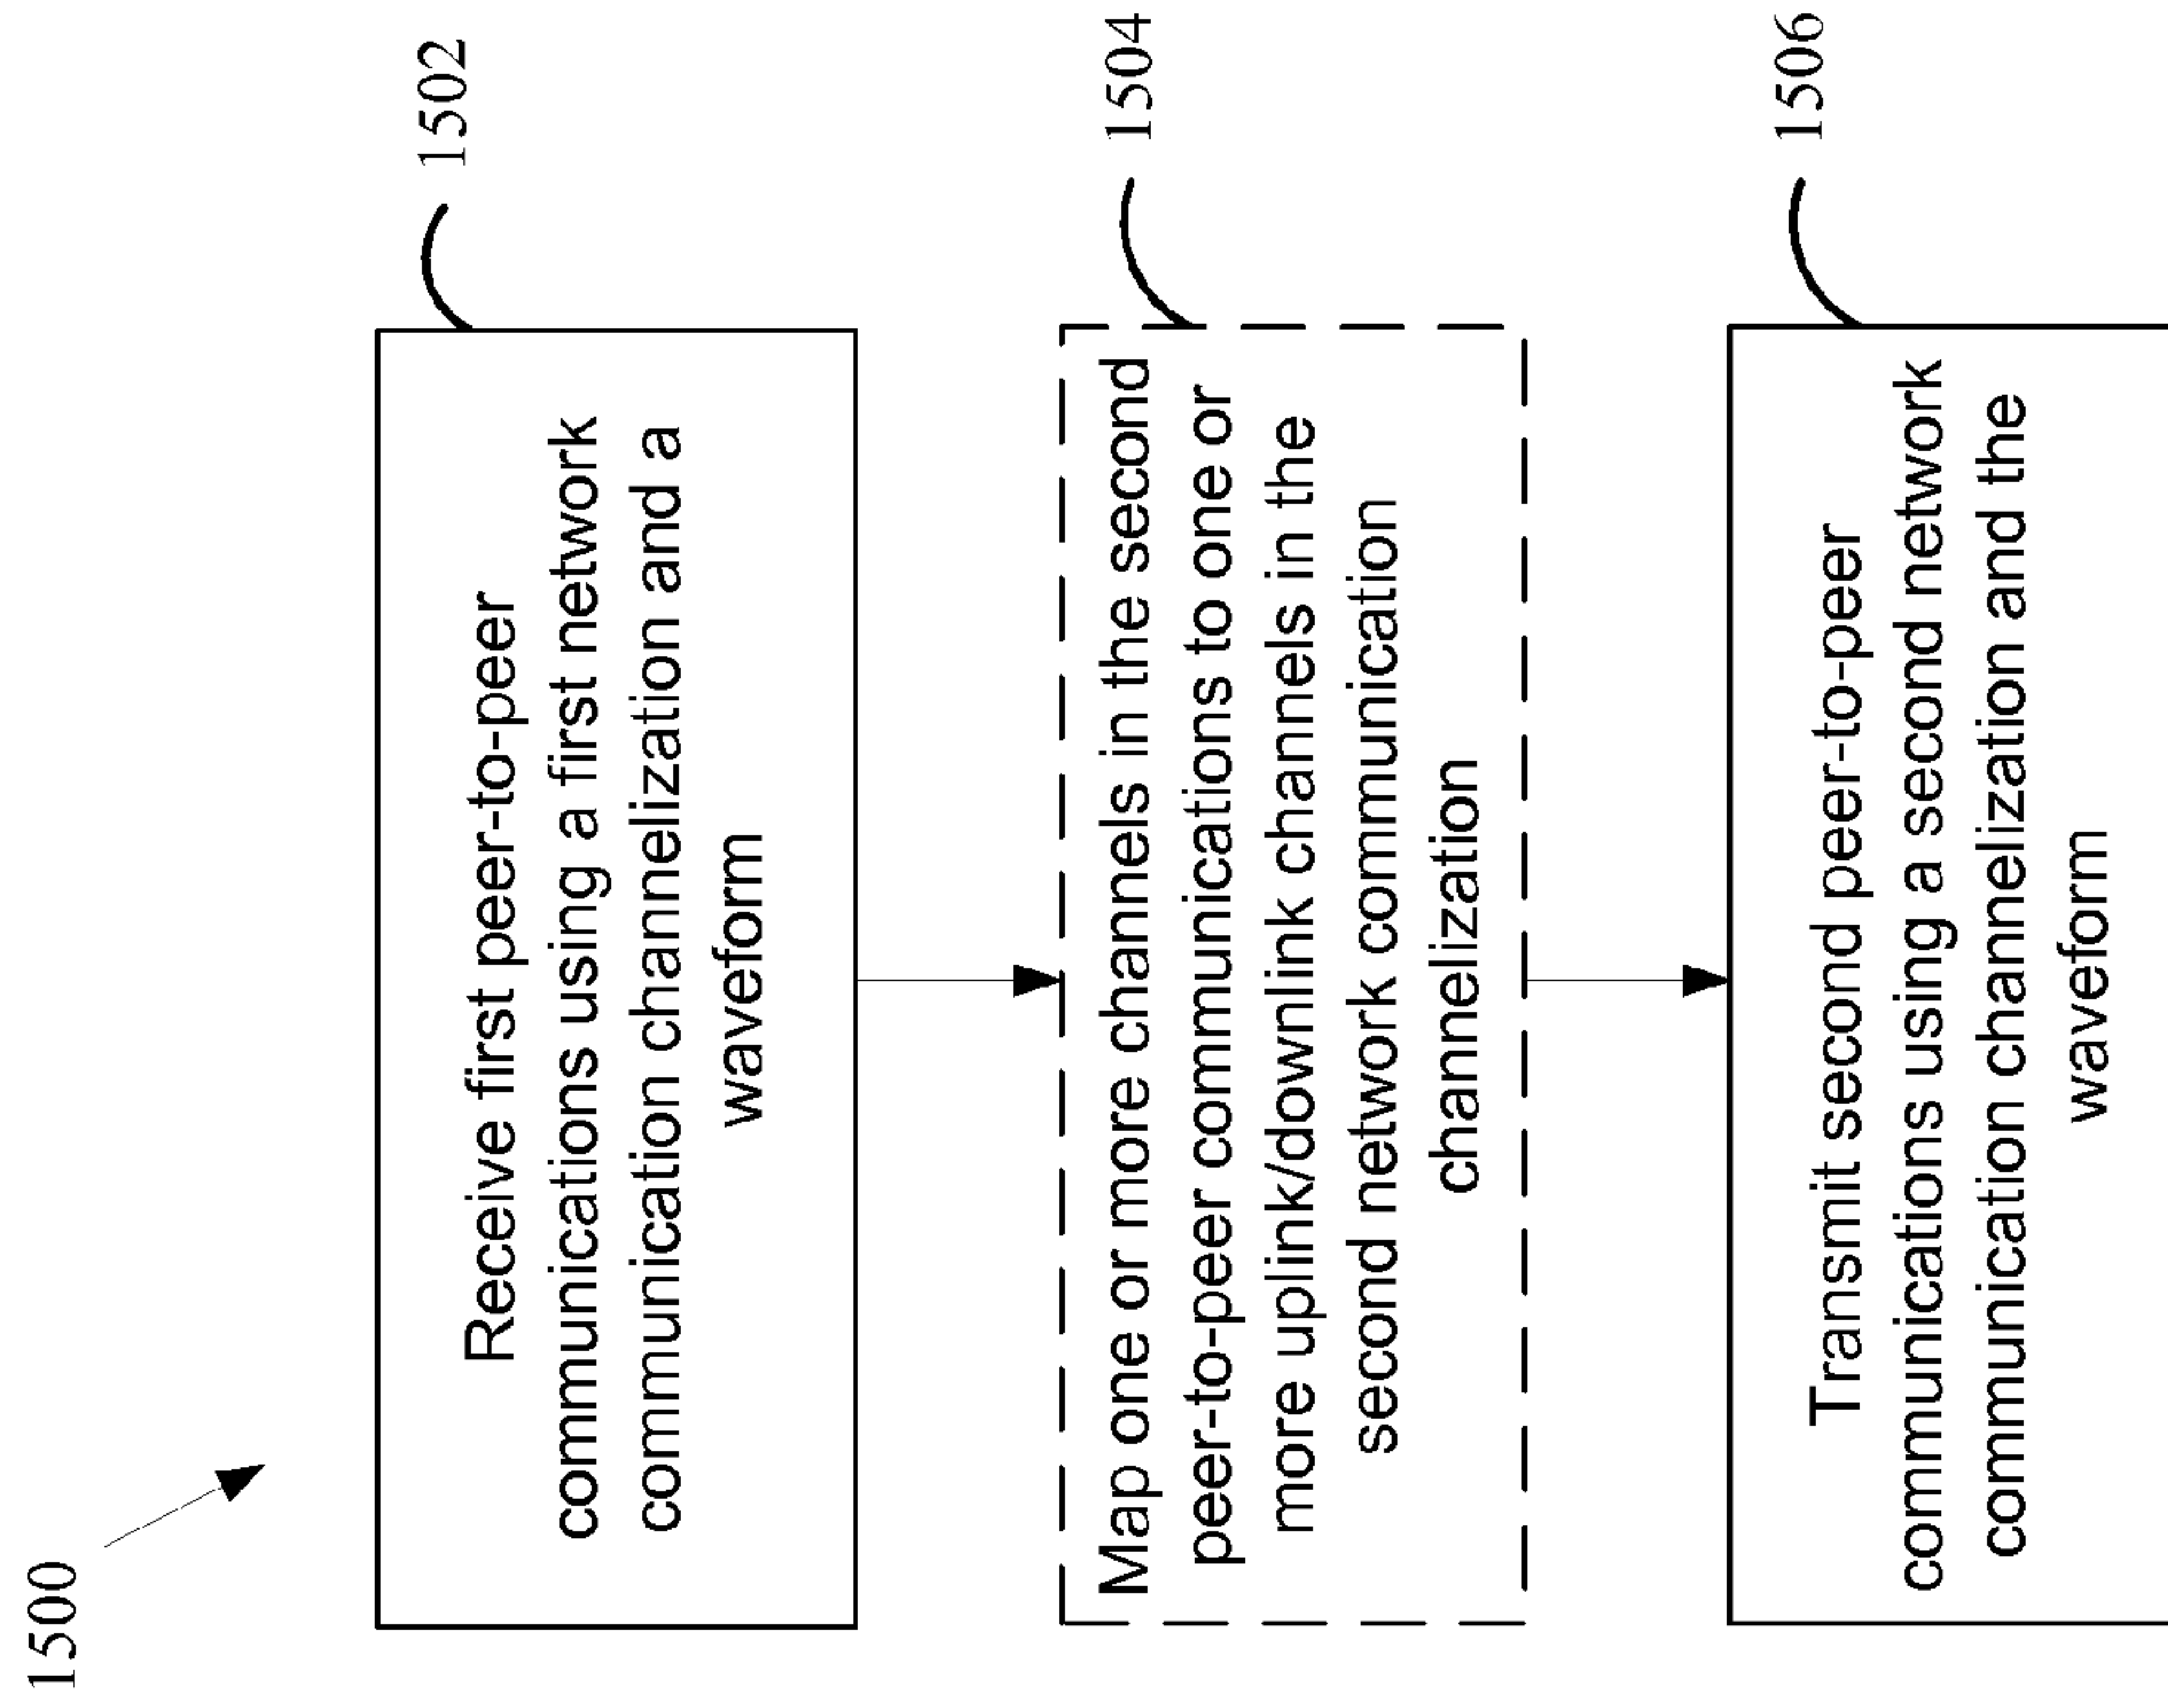 1500
1502
Receive first peer-to-peer
communications using a first network
communication channelization and a
waveform
1504
Map one or more channels in the second
peer-to-peer communications to one or
more uplink/downlink channels in the
second network communication
channelization
1506
Transmit second peer-to-peer
communications using a second network
communication channelization and the
waveform